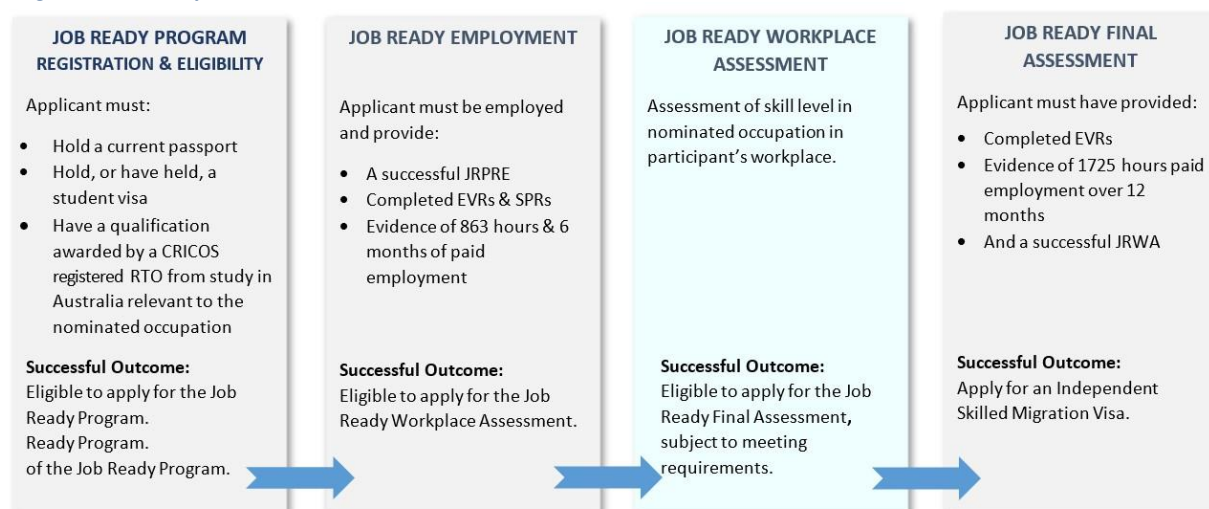 JOB READY PROGRAM
REGISTRATION & ELIGIBILITY
Applicant must:
• Hold a current passport
• Hold, or have held, a
student visa
• Have a qualification
awarded by a CRICOS
registered RTO from study in
Australia relevant to the
nominated occupation
Successful Outcome:
Eligible to apply for the Job
Ready Program.
Ready Program.
of the Job Ready Program.
JOB READY EMPLOYMENT
Applicant must be employed
and provide:
• A successful JRPRE
• Completed EVRs & SPRs
• Evidence of 863 hours & 6
months of paid
employment
Successful Outcome:
Eligible to apply for the Job
Ready Workplace Assessment.
JOB READY WORKPLACE
ASSESSMENT
Assessment of skill level in
nominated occupation in
participant's workplace.
Successful Outcome:
Eligible to apply for the Job
Ready Final Assessment,
subject to meeting
requirements.
JOB READY FINAL
ASSESSMENT
Applicant must have provided:
• Completed EVRs
• Evidence of 1725 hours paid
employment over 12
months
• And a successful JRWA
Successful Outcome:
Apply for an Independent
Skilled Migration Visa.